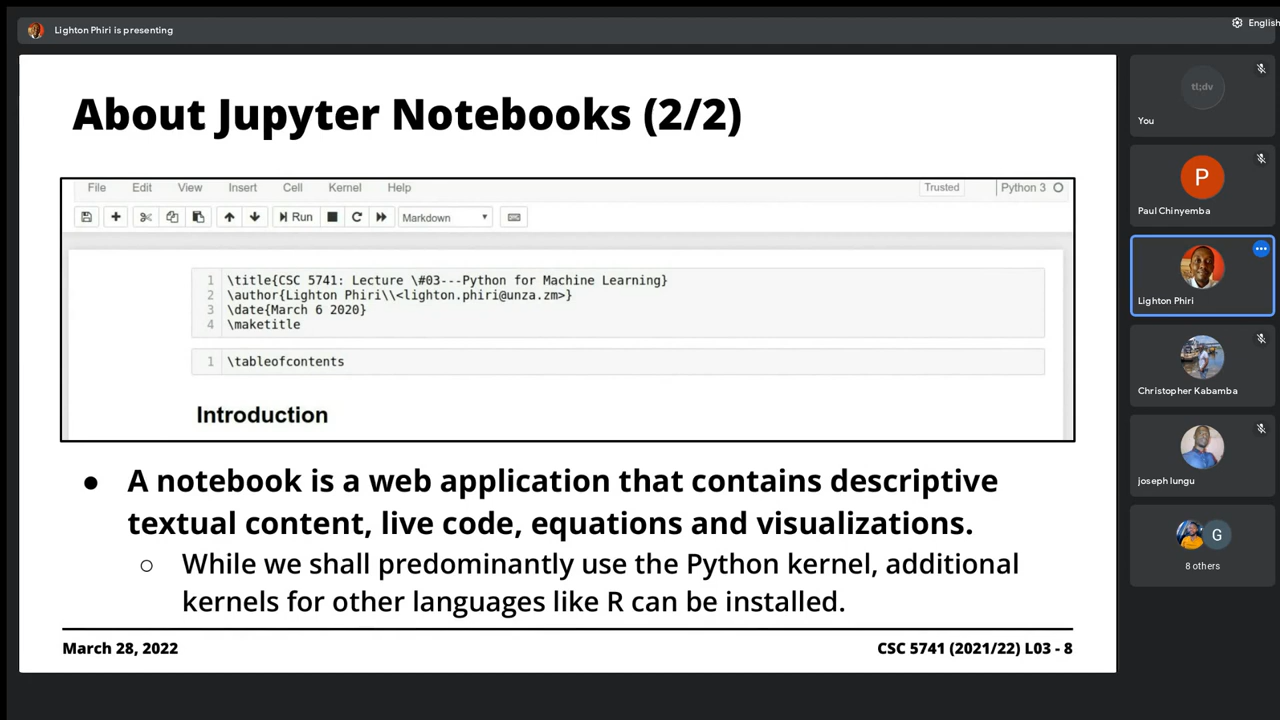 Lighton Phiri is presenting
English
About Jupyter Notebooks (2/2)
File Edit View Insert Cell Kernel Help Trusted Python 3
Run Markdown
1 \title{CSC 5741: Lecture \#03---Python for Machine Learning}
2 \author{Lighton Phiri\\<lighton.phiri@unza.zm>}
3 \date{March 6 2020}
4 \maketitle
1 \tableofcontents
Introduction
● A notebook is a web application that contains descriptive
textual content, live code, equations and visualizations.
○ While we shall predominantly use the Python kernel, additional
kernels for other languages like R can be installed.
March 28, 2022 CSC 5741 (2021/22) L03 - 8
tl;dv
You
P
Paul Chinyemba
Lighton Phiri
Christopher Kabamba
joseph lungu
G
8 others